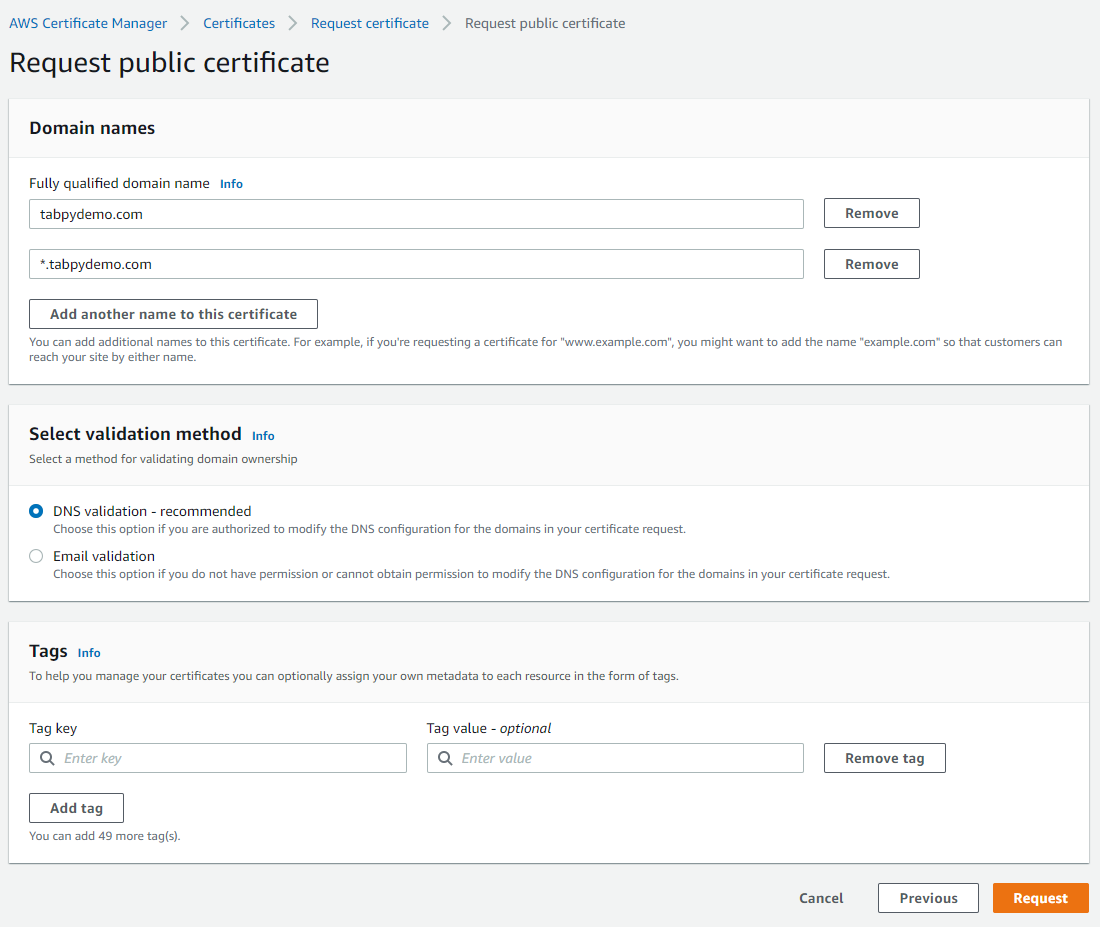 AWS Certificate Manager > Certificates > Request certificate > Request public certificate
Request public certificate
Domain names
Fully qualified domain name Info
tabpydemo.com Remove
*.tabpydemo.com Remove
Add another name to this certificate
You can add additional names to this certificate. For example, if you're requesting a certificate for "www.example.com", you might want to add the name "example.com" so that customers can
reach your site by either name.
Select validation method Info
Select a method for validating domain ownership
DNS validation - recommended
Choose this option if you are authorized to modify the DNS configuration for the domains in your certificate request.
Email validation
Choose this option if you do not have permission or cannot obtain permission to modify the DNS configuration for the domains in your certificate request.
Tags Info
To help you manage your certificates you can optionally assign your own metadata to each resource in the form of tags.
Tag key Tag value - optional
Enter key Enter value Remove tag
Add tag
You can add 49 more tag(s).
Cancel Previous Request